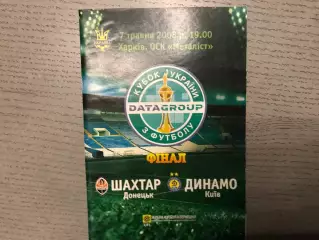 7 травня 2008 р. 19.00
Харків. ОСК «Металіст»
КУБОК УКРАЇНИ
DATAGROUP
З ФУТБОЛУ
ФІНАЛ
ШАХТАР
Донецьк
ДИНАМО
Київ